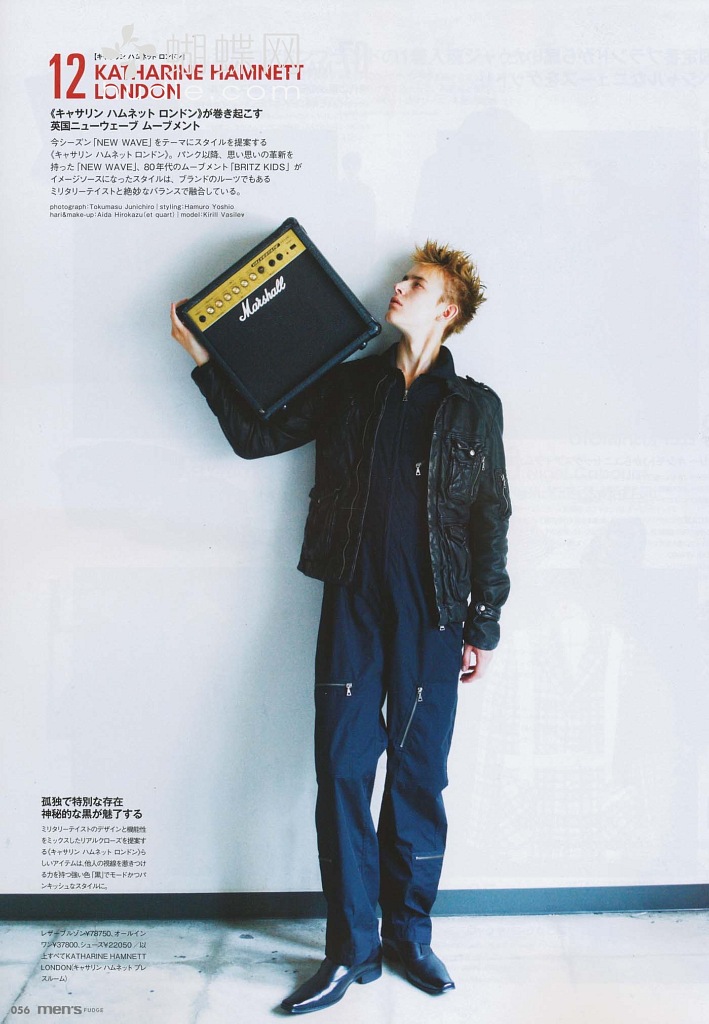 蝴蝶网
12
[キャサリン ハムネット ロンドン]
KATHARINE HAMNETT
LONDON
《キャサリン ハムネット ロンドン》が巻き起こす
英国ニューウェーブ ムーブメント
今シーズン「NEW WAVE」をテーマにスタイルを提案する
《キャサリン ハムネット ロンドン》。パンク以降、思い思いの革新を
持った「NEW WAVE」、80年代のムーブメント「BRITZ KIDS」が
イメージソースになったスタイルは、ブランドのルーツでもある
ミリタリーテイストと絶妙なバランスで融合している。
photograph:Tokumasu Junichiro | styling:Hamuro Yoshio
hari&make-up:Aida Hirokazu(et quart) | model:Kirill Vasilev
Marshall
孤独で特別な存在
神秘的な黒が魅了する
ミリタリーテイストのデザインと機能性
をミックスしたリアルクローズを提案す
る《キャサリン ハムネット ロンドン》ら
しいアイテムは、他人の視線を惹きつけ
る力を持つ強い色「黒」でモードかつパ
ンキッシュなスタイルに。
レザーブルゾン¥78750、オールイン
ワン¥37800、シューズ¥22050／以
上すべてKATHARINE HAMNETT
LONDON(キャサリン ハムネット プレ
スルーム)
056 men's FUDGE